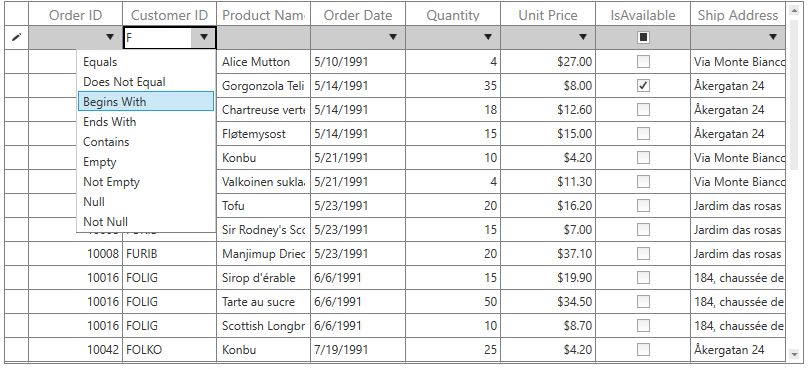 Order ID Customer ID Product Name Order Date Quantity Unit Price IsAvailable Ship Address
F
Equals
Does Not Equal
Begins With
Ends With
Contains
Empty
Not Empty
Null
Not Null
Alice Mutton 5/10/1991 4 $27.00 Via Monte Bianco
Gorgonzola Teli 5/14/1991 35 $8.00 Åkergatan 24
Chartreuse verte 5/14/1991 18 $12.60 Åkergatan 24
Fløtemysost 5/14/1991 15 $15.00 Åkergatan 24
Konbu 5/21/1991 10 $4.20 Via Monte Bianco
Valkoinen suklaa 5/21/1991 4 $11.30 Via Monte Bianco
Tofu 5/23/1991 20 $16.20 Jardim das rosas
Sir Rodney's Sco 5/23/1991 15 $7.00 Jardim das rosas
10008 FURIB Manjimup Dried 5/23/1991 20 $37.10 Jardim das rosas
10016 FOLIG Sirop d'érable 6/6/1991 15 $19.90 184, chaussée de
10016 FOLIG Tarte au sucre 6/6/1991 50 $34.50 184, chaussée de
10016 FOLIG Scottish Longbr 6/6/1991 10 $8.70 184, chaussée de
10042 FOLKO Konbu 7/19/1991 25 $4.20 Åkergatan 24